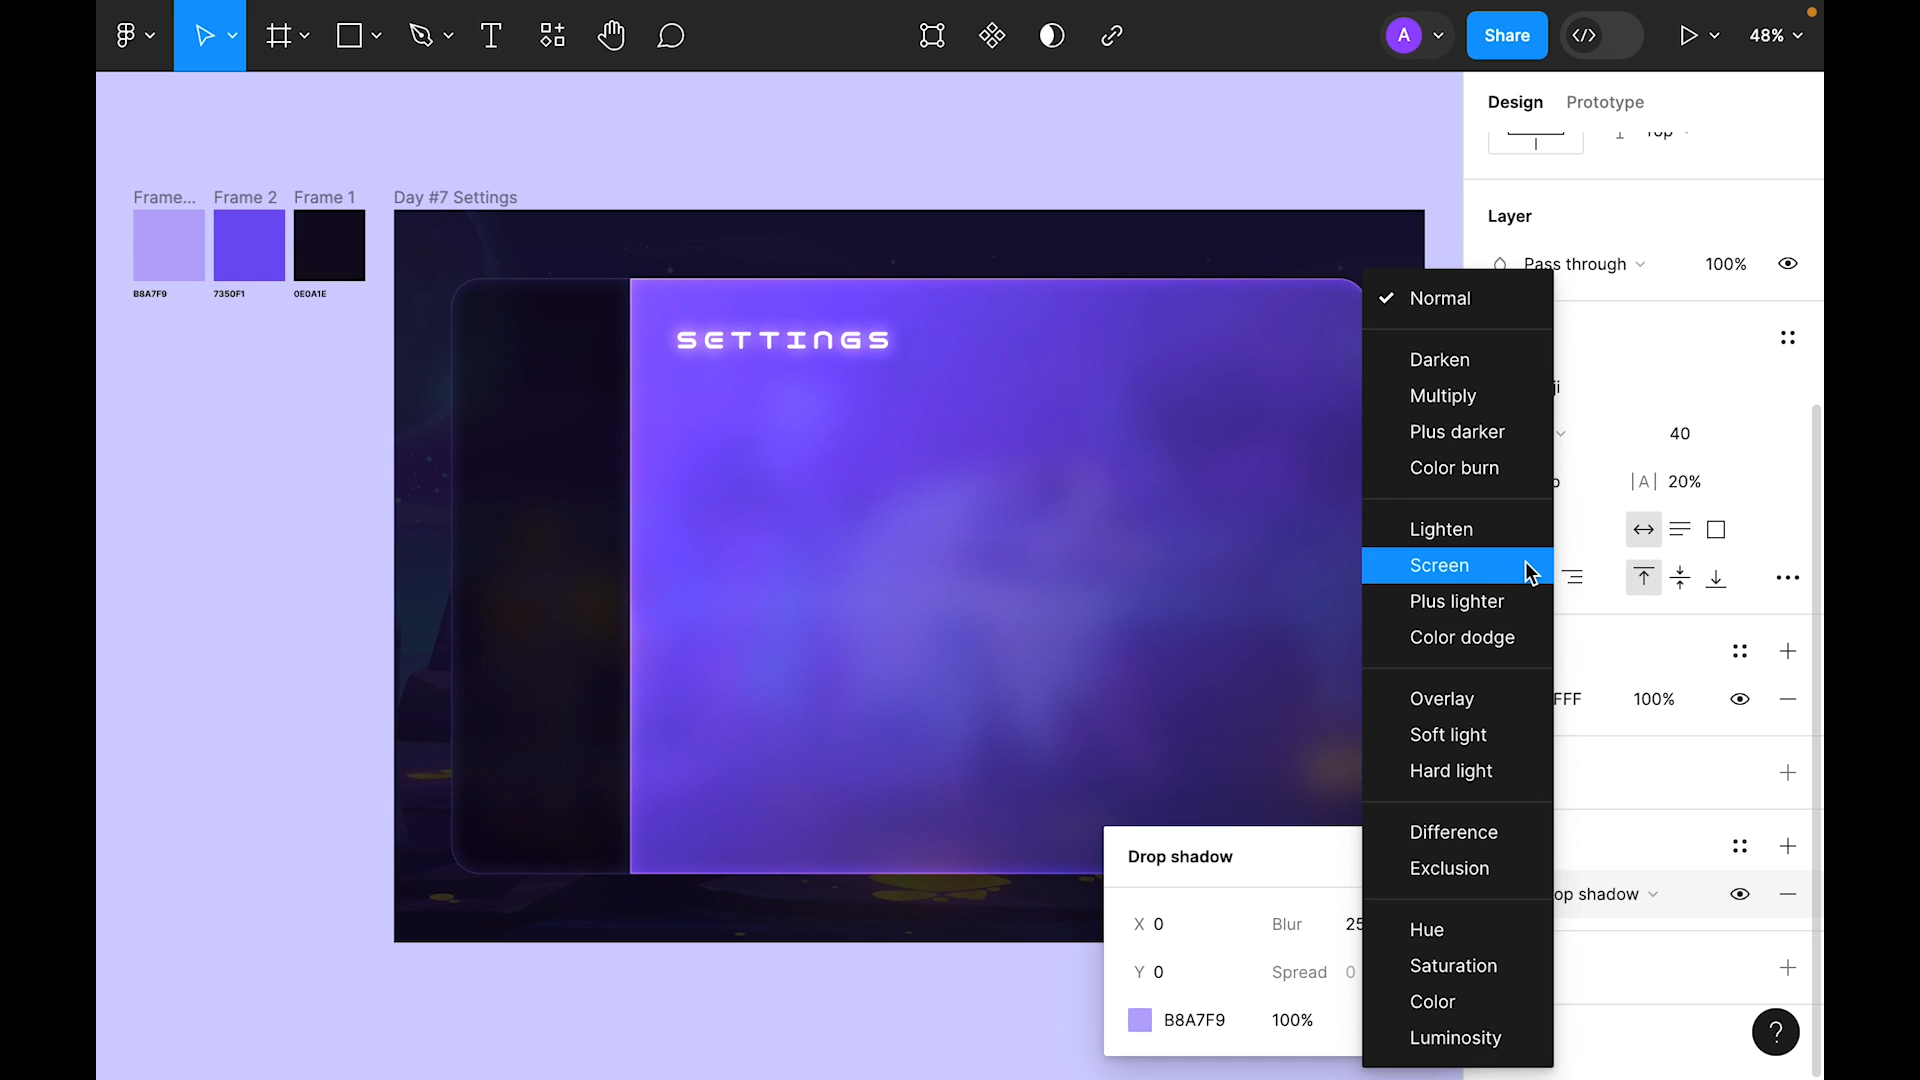 A
Share
48%
Design
Prototype
Top
Frame...
Frame 2
Frame 1
Day #7 Settings
B8A7F9
7350F1
0E0A1E
SETTINGS
Layer
Pass through
100%
Normal
Darken
Multiply
Plus darker
Color burn
Lighten
Screen
Plus lighter
Color dodge
Overlay
Soft light
Hard light
Difference
Exclusion
Hue
Saturation
Color
Luminosity
ji
40
|A| 20%
FFF
100%
op shadow
Drop shadow
X 0
Blur
25
Y 0
Spread
0
B8A7F9
100%
?